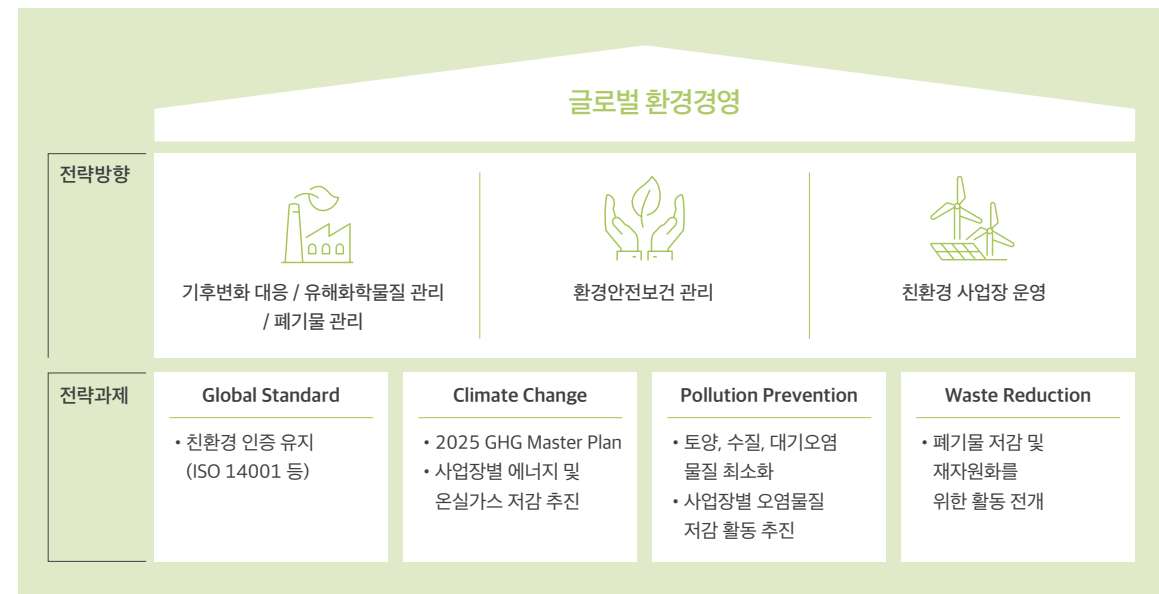 글로벌 환경경영
전략방향
기후변화 대응 / 유해화학물질 관리
/ 폐기물 관리
환경안전보건 관리
친환경 사업장 운영
전략과제
Global Standard
• 친환경 인증 유지
(ISO 14001 등)
Climate Change
• 2025 GHG Master Plan
• 사업장별 에너지 및
온실가스 저감 추진
Pollution Prevention
• 토양, 수질, 대기오염
물질 최소화
• 사업장별 오염물질
저감 활동 추진
Waste Reduction
• 폐기물 저감 및
재자원화를
위한 활동 전개